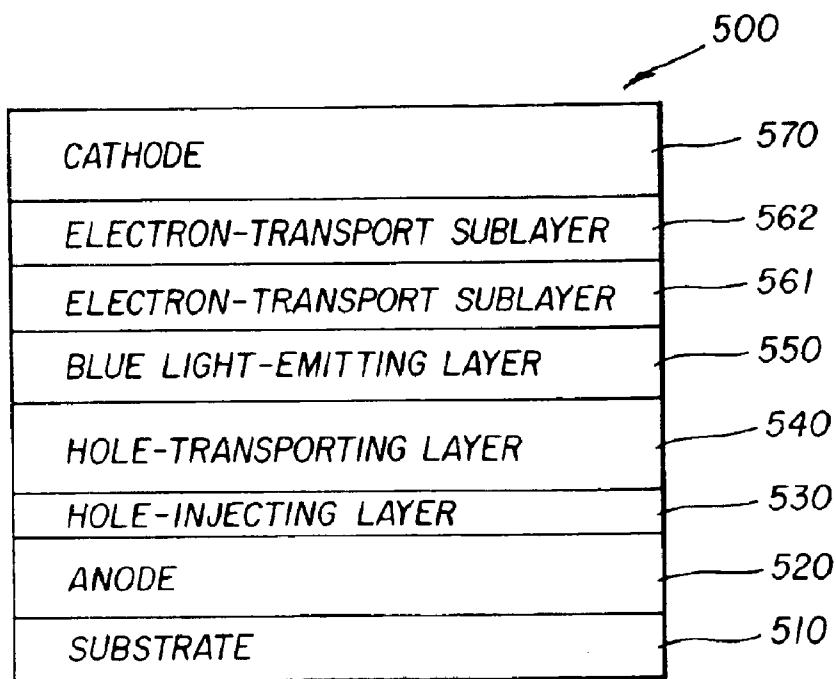 500
CATHODE 570
ELECTRON-TRANSPORT SUBLAYER 562
ELECTRON-TRANSPORT SUBLAYER 561
BLUE LIGHT-EMITTING LAYER 550
HOLE-TRANSPORTING LAYER 540
HOLE-INJECTING LAYER 530
ANODE 520
SUBSTRATE 510